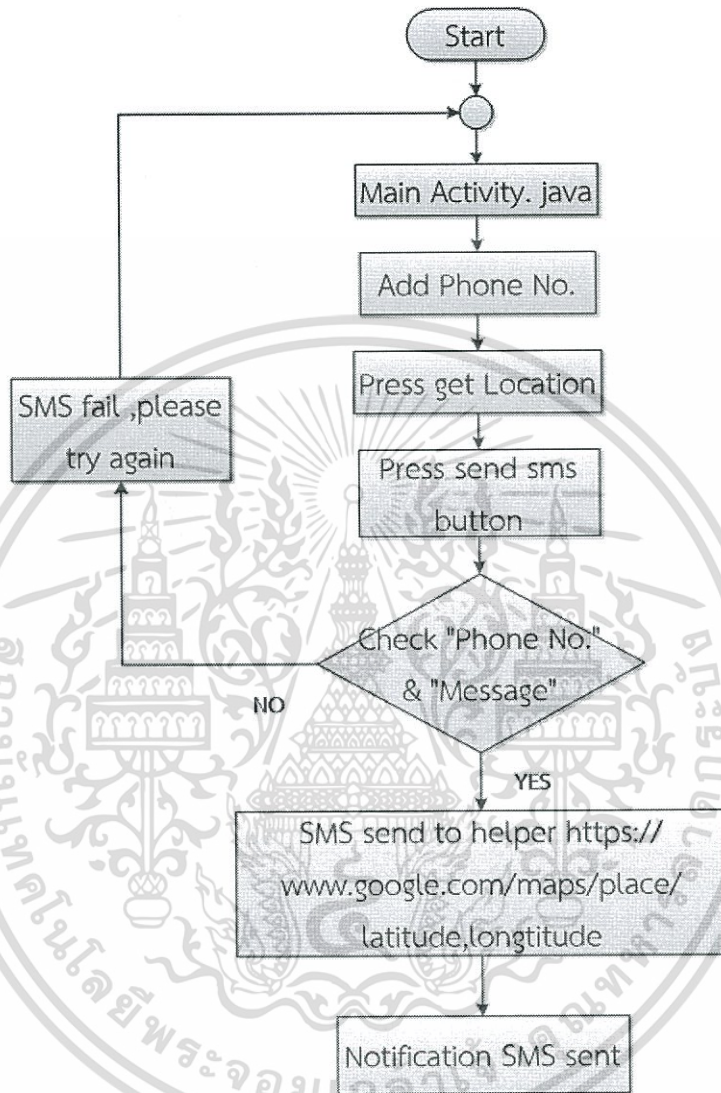 Start
Main Activity. java
Add Phone No.
Press get Location
SMS fail ,please
try again
Press send sms
button
Check "Phone No."
& "Message"
NO
YES
SMS send to helper https://
www.google.com/maps/place/
latitude,longtitude
Notification SMS sent